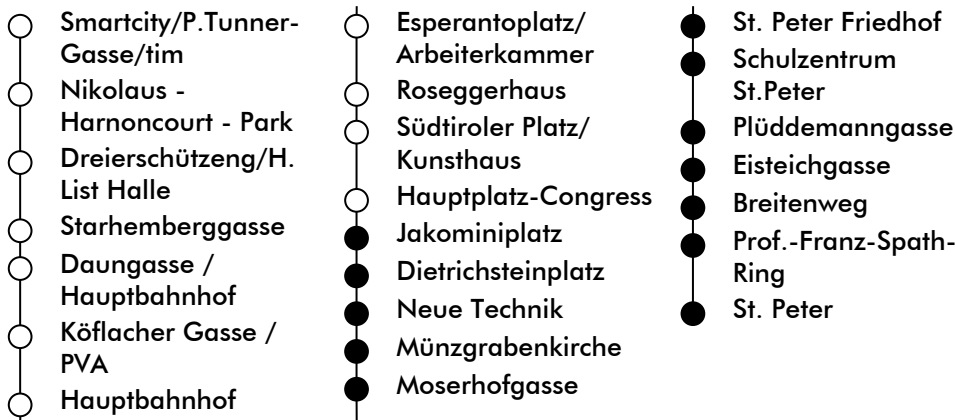 Smartcity/P.Tunner-
Gasse/tim
Nikolaus -
Harnoncourt - Park
Dreierschützeng/H.
List Halle
Starhemberggasse
Daungasse /
Hauptbahnhof
Köflacher Gasse /
PVA
Hauptbahnhof
Esperantoplatz/
Arbeiterkammer
Roseggerhaus
Südtiroler Platz/
Kunsthaus
Hauptplatz-Congress
Jakominiplatz
Dietrichsteinplatz
Neue Technik
Münzgrabenkirche
Moserhofgasse
St. Peter Friedhof
Schulzentrum
St.Peter
Plüddemanngasse
Eisteichgasse
Breitenweg
Prof.-Franz-Spath-
Ring
St. Peter